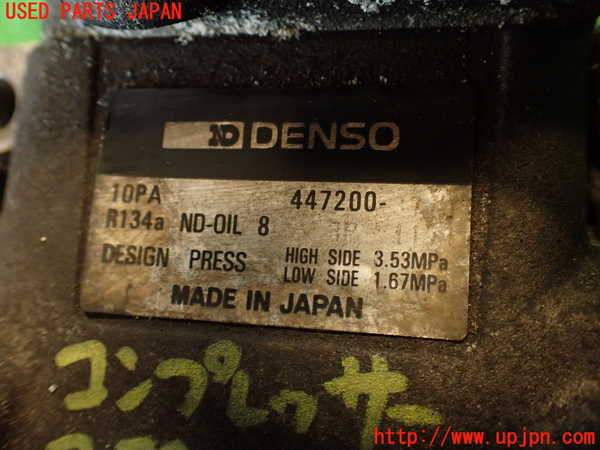 USED PARTS JAPAN
ND DENSO
10PA 447200-
R134a ND-OIL 8
DESIGN PRESS HIGH SIDE 3.53MPa
LOW SIDE 1.67MPa
MADE IN JAPAN
コンプレッサー
http://www.upjpn.com